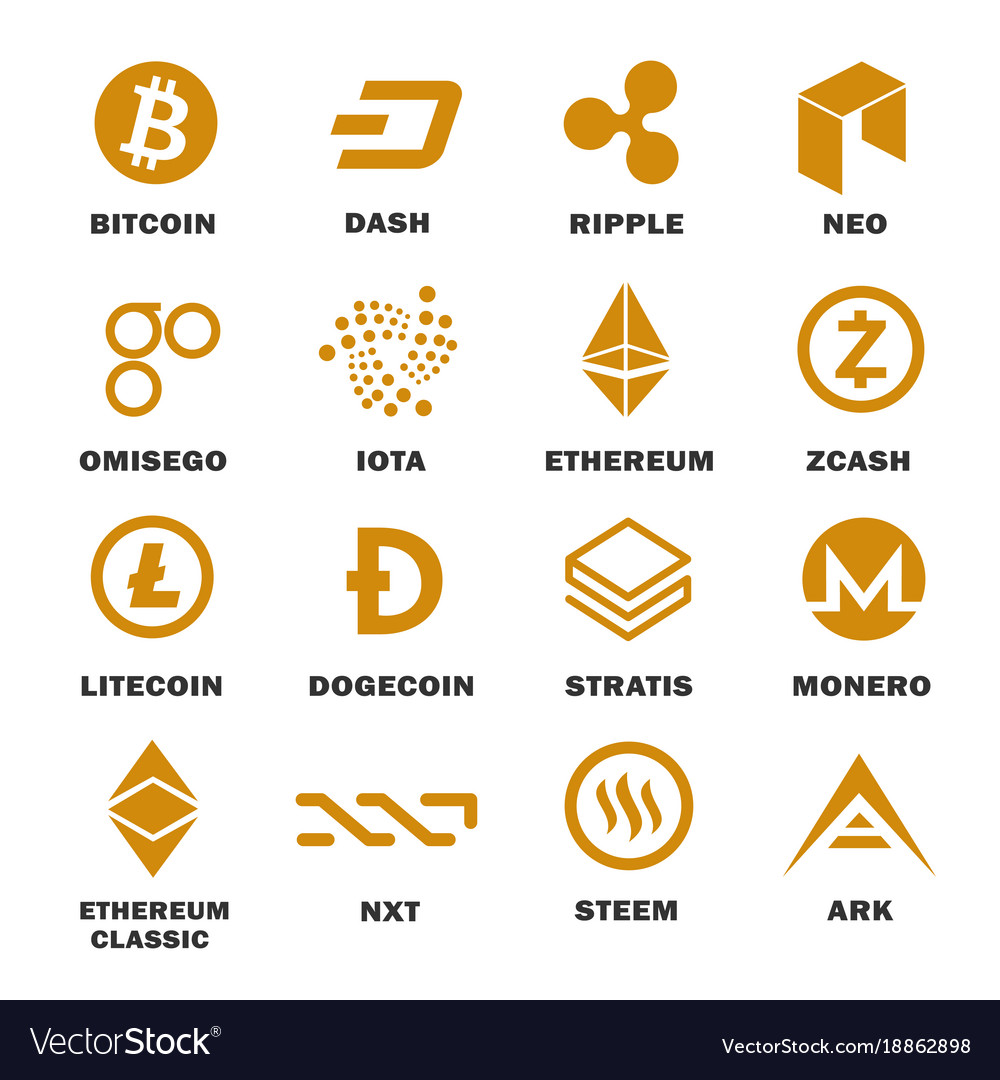 BITCOIN
DASH
RIPPLE
NEO
OMISEGO
IOTA
ETHEREUM
ZCASH
LITECOIN
DOGECOIN
STRATIS
MONERO
ETHEREUM
CLASSIC
NXT
STEEM
ARK
VectorStock®
VectorStock.com/18862898